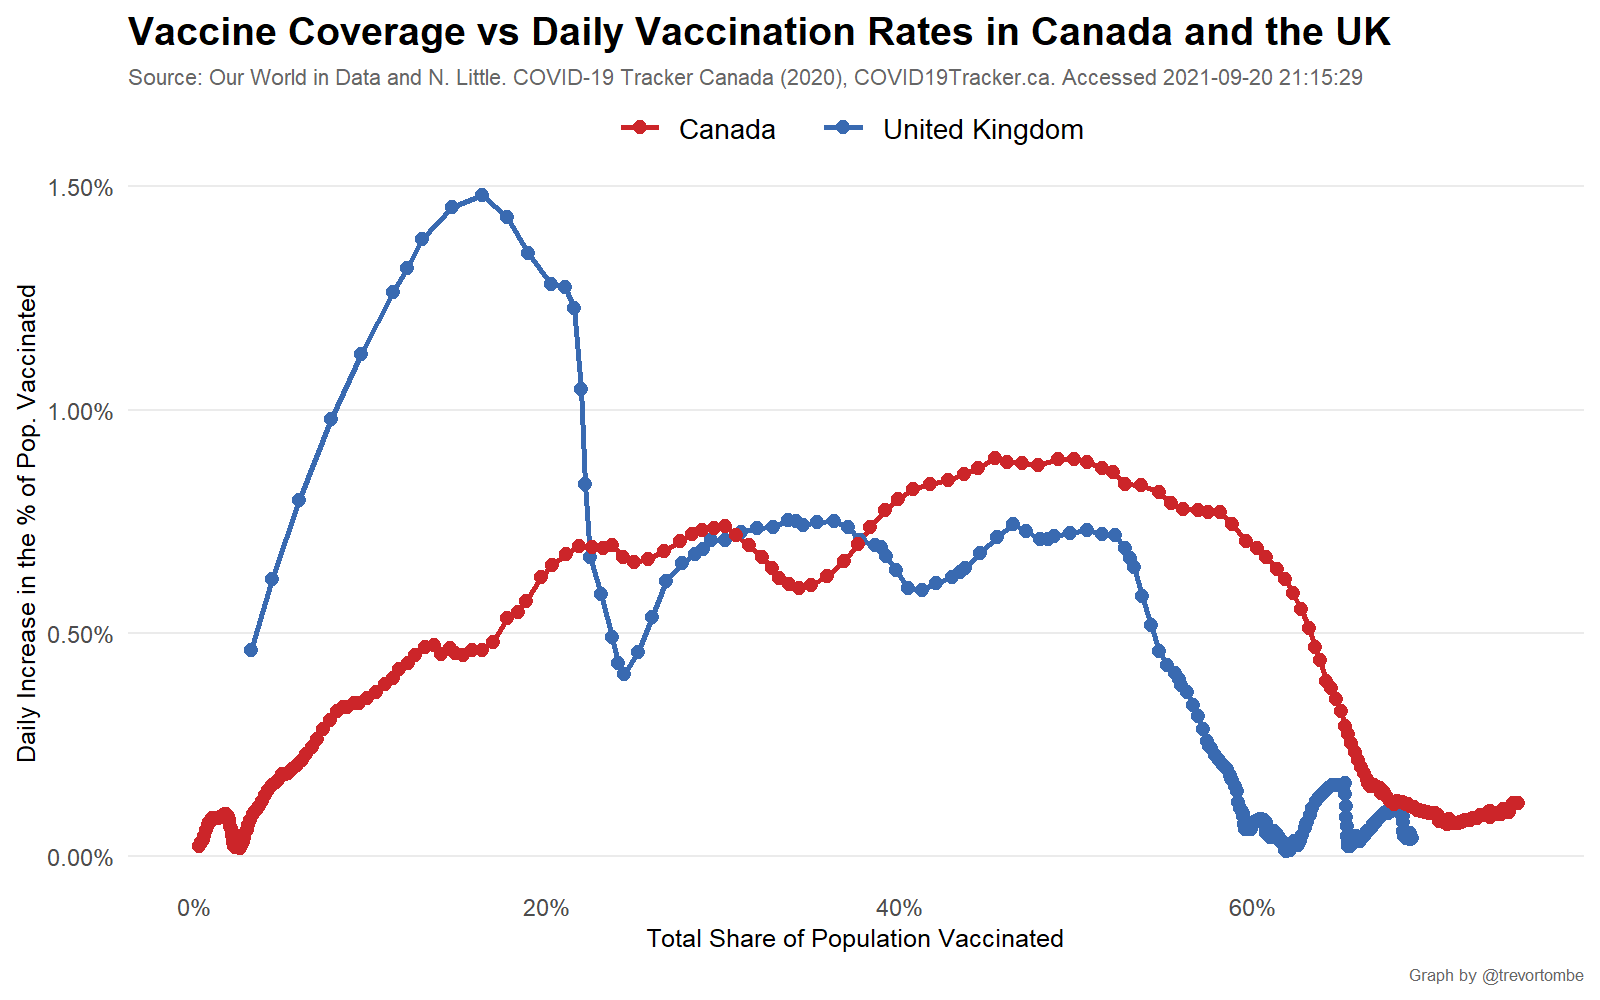 Vaccine Coverage vs Daily Vaccination Rates in Canada and the UK
Source: Our World in Data and N. Little. COVID-19 Tracker Canada (2020), COVID19Tracker.ca. Accessed 2021-09-20 21:15:29
Canada
United Kingdom
Daily Increase in the % of Pop. Vaccinated
1.50%
1.00%
0.50%
0.00%
0%
20%
40%
60%
Total Share of Population Vaccinated
Graph by @trevortombe